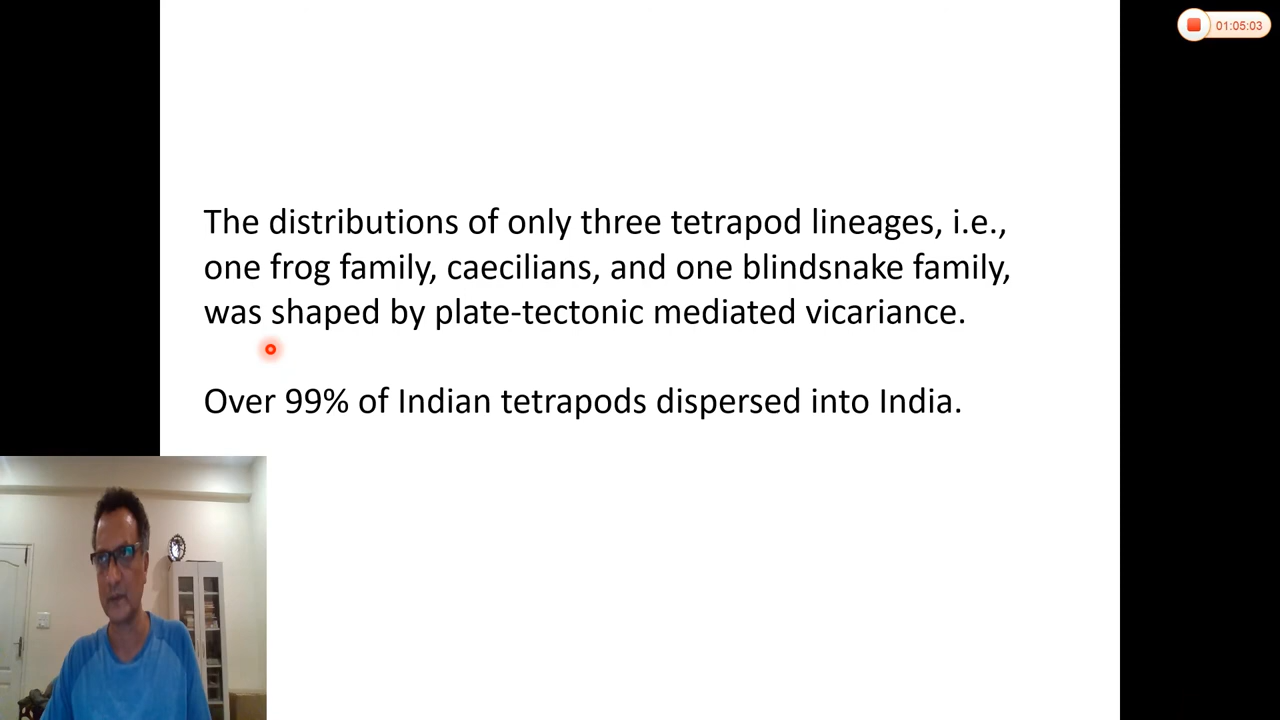 01:05:03
The distributions of only three tetrapod lineages, i.e.,
one frog family, caecilians, and one blindsnake family,
was shaped by plate-tectonic mediated vicariance.
Over 99% of Indian tetrapods dispersed into India.